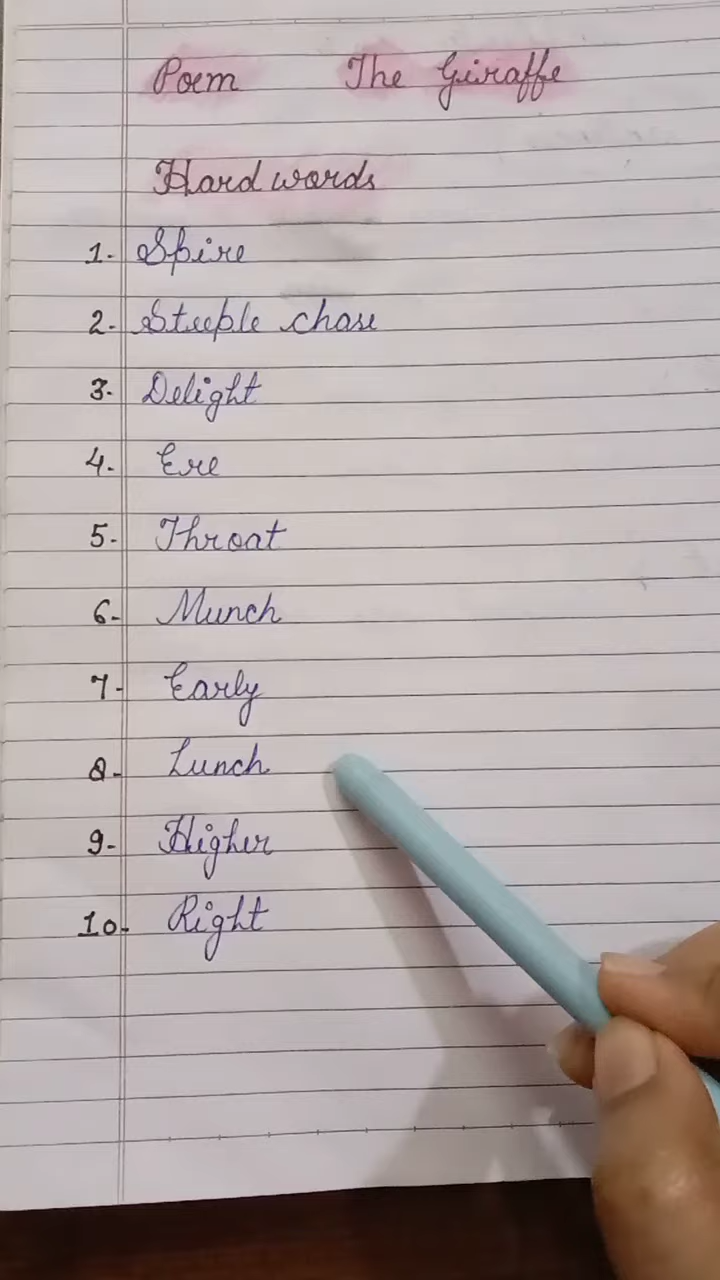 Poem The Giraffe
Hard words
1. Spire
2. Steeple chase
3. Delight
4. Ere
5. Throat
6. Munch
7. Early
8. Lunch
9. Higher
10. Right